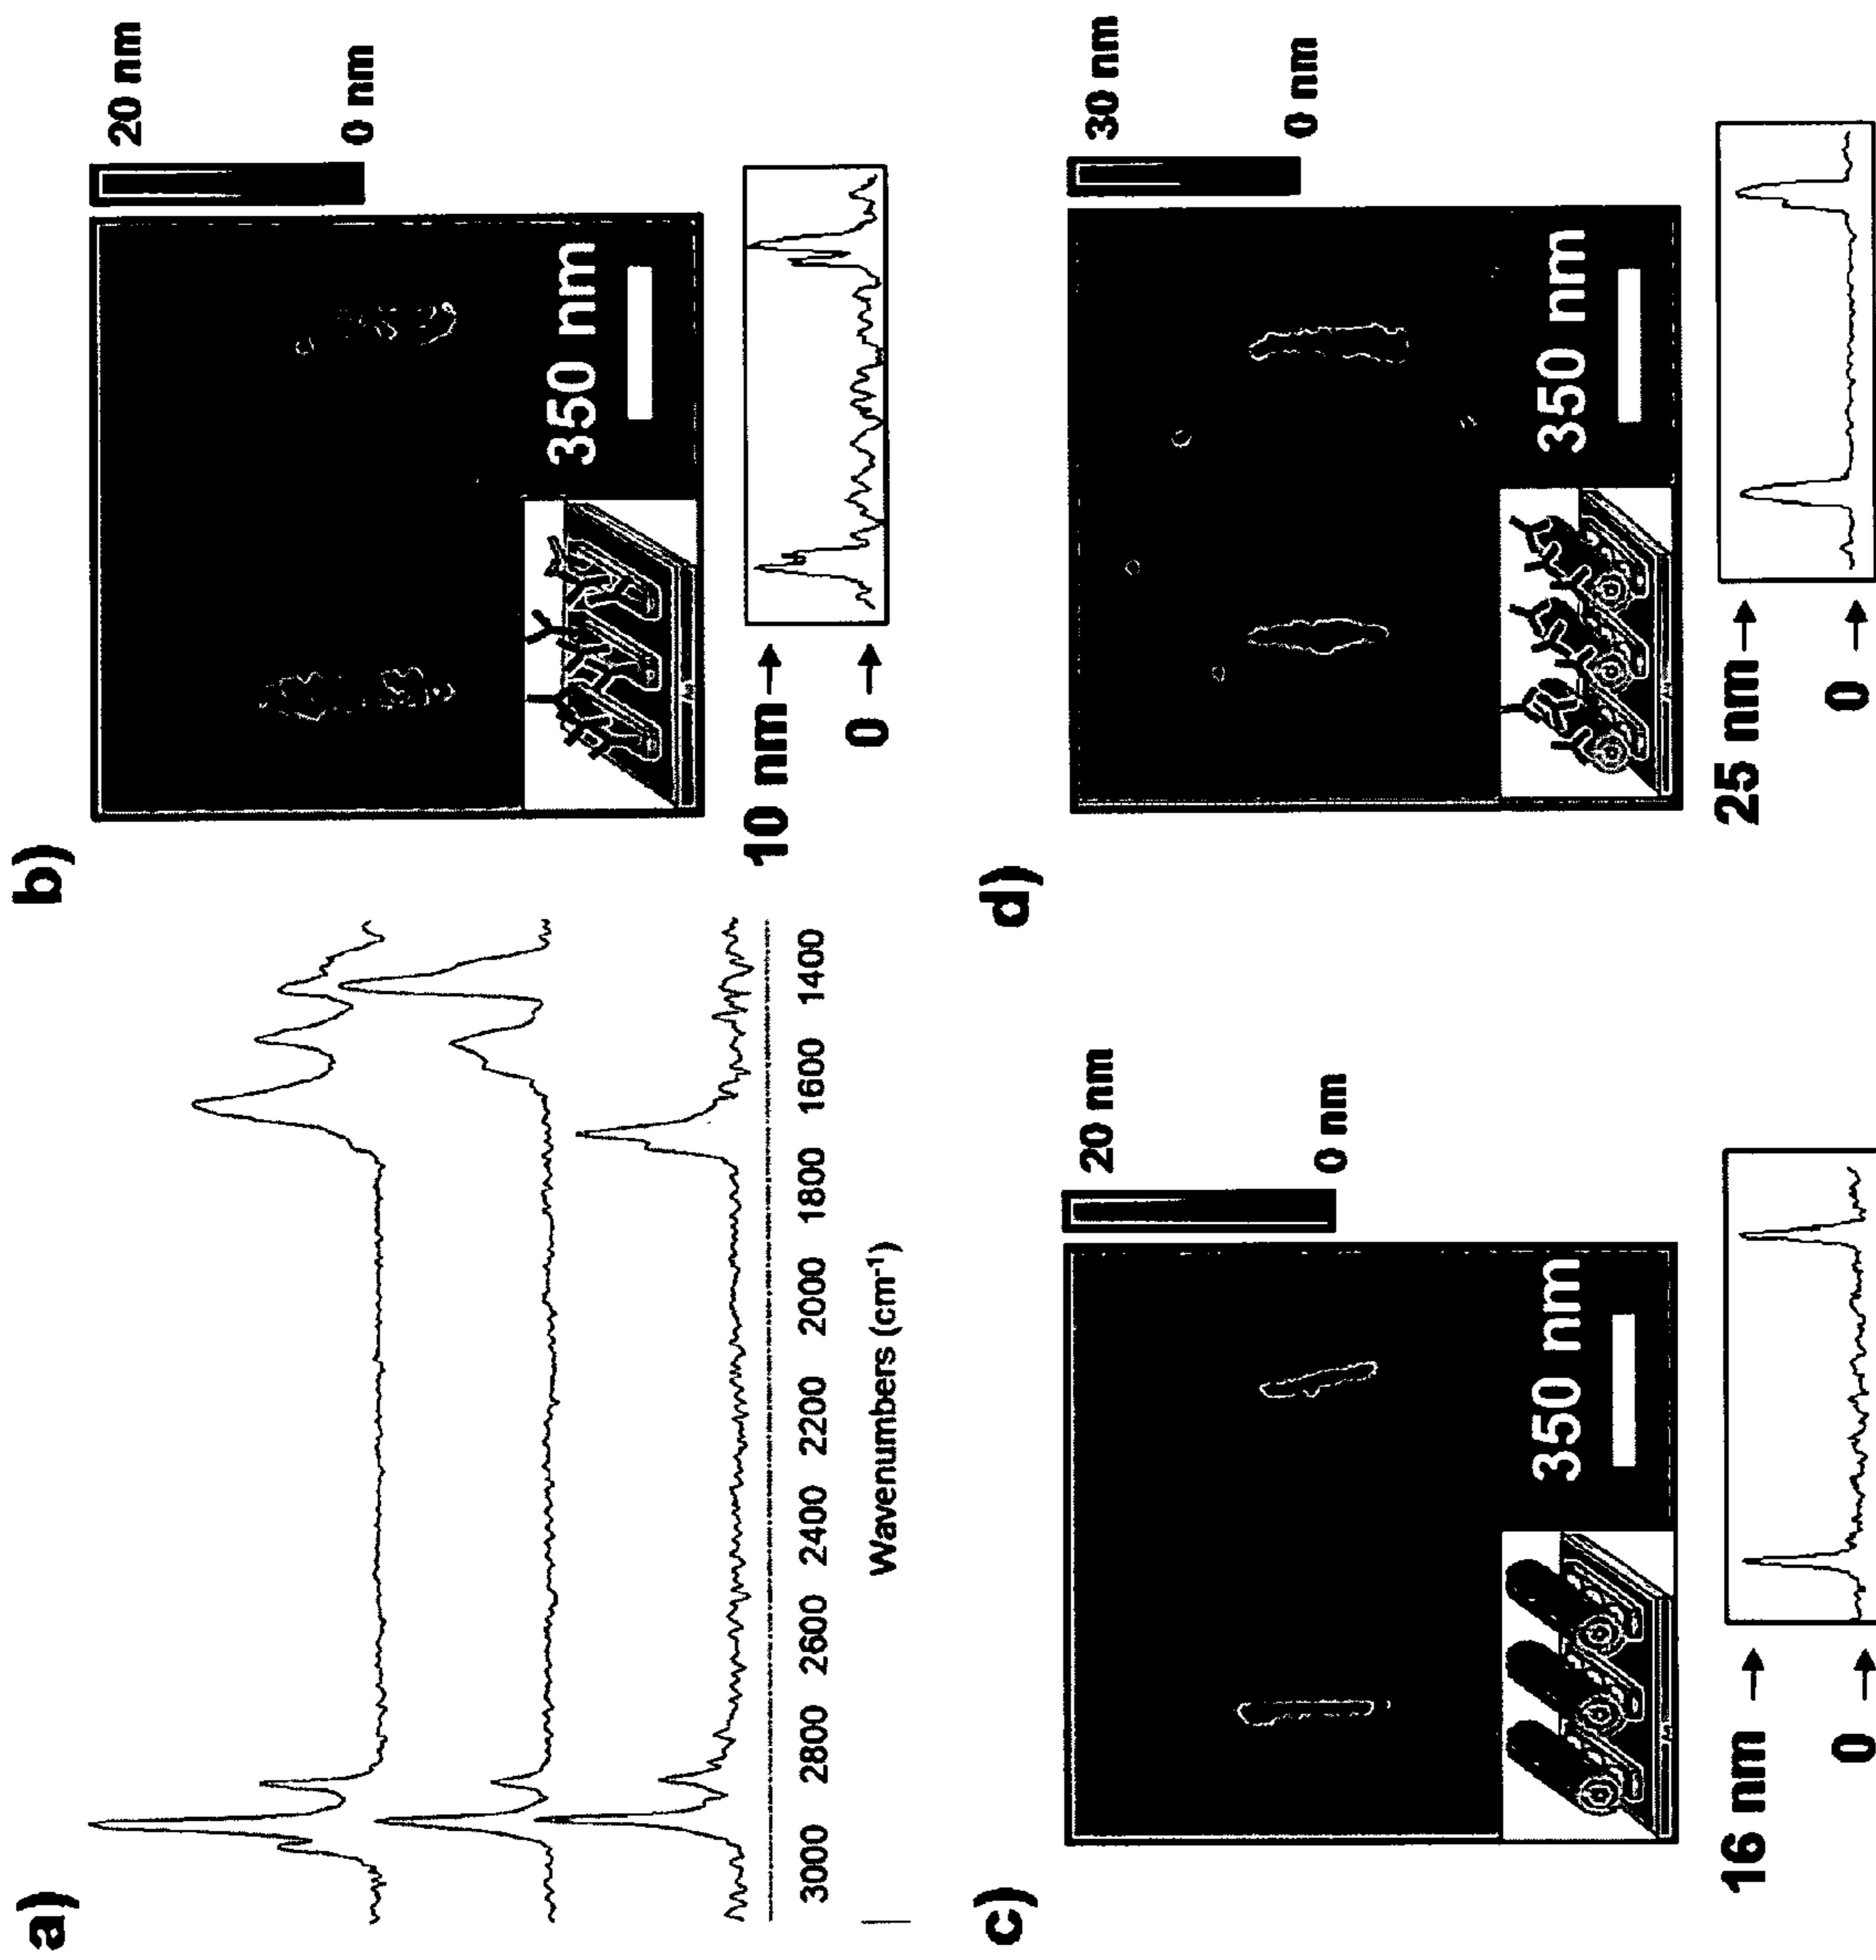 a)
3000 2800 2600 2400 2200 2000 1800 1600 1400
Wavenumbers (cm⁻¹)
b)
20 nm
0 nm
350 nm
10 nm →
0 →
c)
20 nm
0 nm
350 nm
16 nm →
0 →
d)
30 nm
0 nm
350 nm
25 nm →
0 →